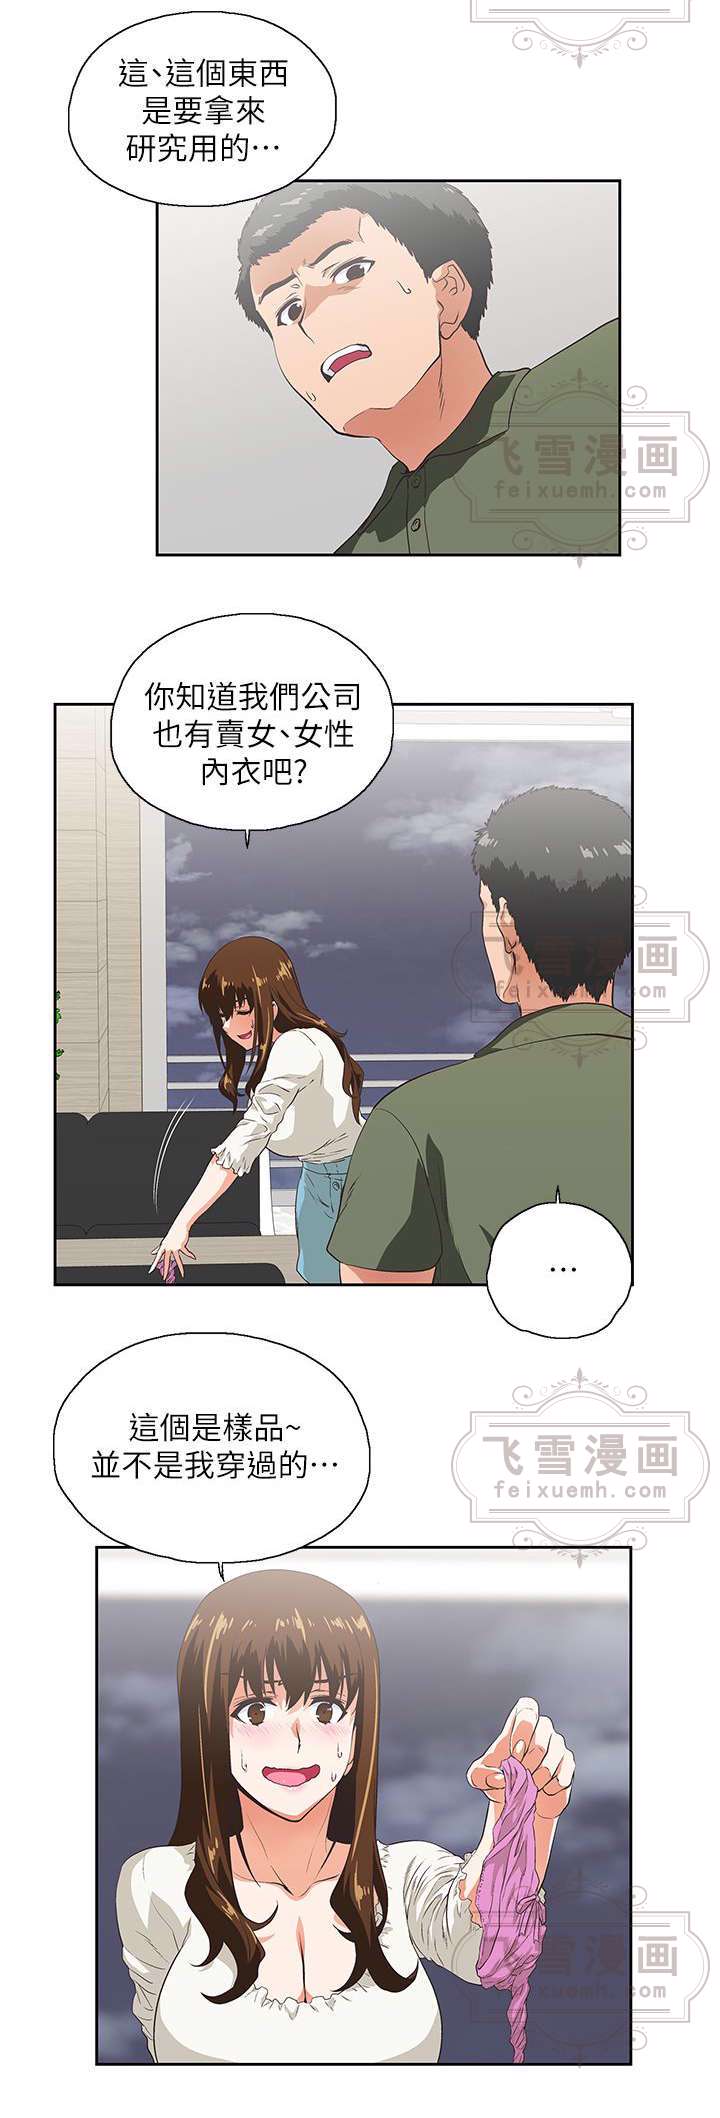 這、這個東西
是要拿來
研究用的…
飞雪漫画
feixuemh.com
你知道我們公司
也有賣女、女性
內衣吧?
飞雪漫画
feixuemh.com
…
這個是樣品~
並不是我穿過的…
飞雪漫画
feixuemh.com
飞雪漫画
feixuemh.com